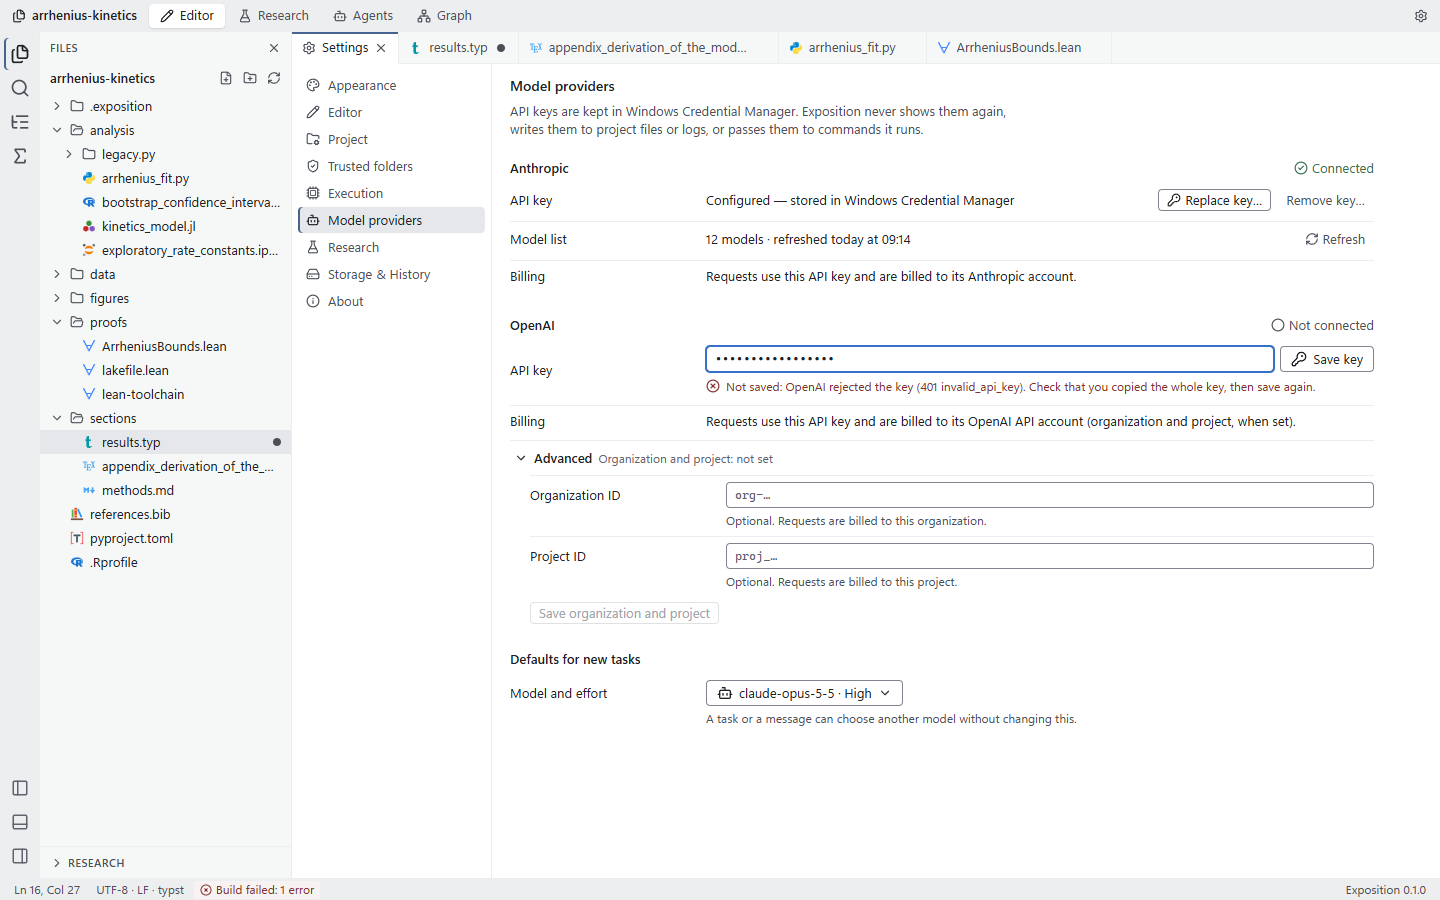 arrhenius-kinetics
Editor
Research
Agents
Graph
FILES
arrhenius-kinetics
.exposition
analysis
legacy.py
arrhenius_fit.py
bootstrap_confidence_interva...
kinetics_model.jl
exploratory_rate_constants.ip...
data
figures
proofs
ArrheniusBounds.lean
lakefile.lean
lean-toolchain
sections
results.typ
appendix_derivation_of_the_...
methods.md
references.bib
pyproject.toml
.Rprofile
RESEARCH
Settings
results.typ
appendix_derivation_of_the_mod...
arrhenius_fit.py
ArrheniusBounds.lean
Appearance
Editor
Project
Trusted folders
Execution
Model providers
Research
Storage & History
About
Model providers
API keys are kept in Windows Credential Manager. Exposition never shows them again,
writes them to project files or logs, or passes them to commands it runs.
Anthropic
Connected
API key
Configured — stored in Windows Credential Manager
Replace key...
Remove key...
Model list
12 models · refreshed today at 09:14
Refresh
Billing
Requests use this API key and are billed to its Anthropic account.
OpenAI
Not connected
API key
•••••••••••••••••
Save key
Not saved: OpenAI rejected the key (401 invalid_api_key). Check that you copied the whole key, then save again.
Billing
Requests use this API key and are billed to its OpenAI API account (organization and project, when set).
Advanced Organization and project: not set
Organization ID
org-…
Optional. Requests are billed to this organization.
Project ID
proj_…
Optional. Requests are billed to this project.
Save organization and project
Defaults for new tasks
Model and effort
claude-opus-5-5 · High
A task or a message can choose another model without changing this.
Ln 16, Col 27
UTF-8 · LF · typst
Build failed: 1 error
Exposition 0.1.0